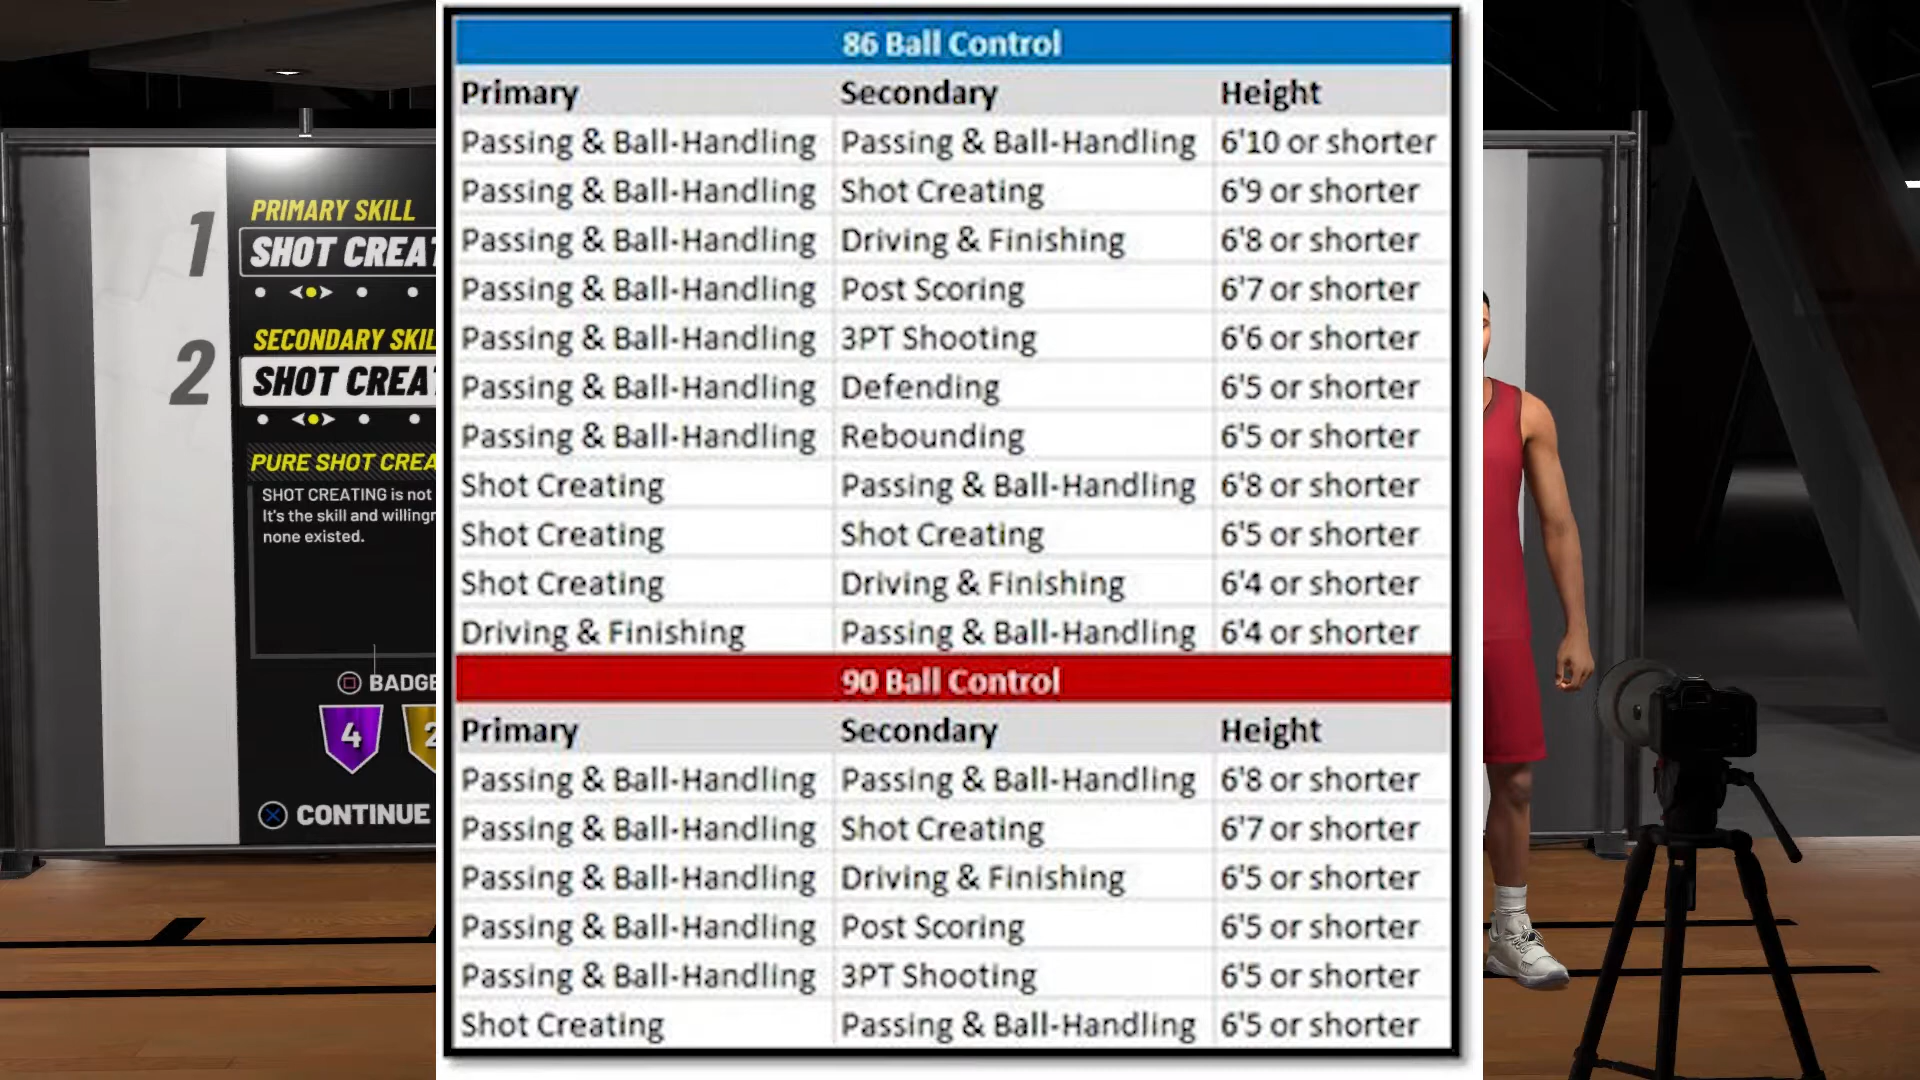 1
PRIMARY SKILL
SHOT CREAT
2
SECONDARY SKIL
SHOT CREA
PURE SHOT CREA
SHOT CREATING is not
It's the skill and willingr
none existed.
BADGE
4 2
CONTINUE
86 Ball Control
Primary Secondary Height
Passing & Ball-Handling Passing & Ball-Handling 6'10 or shorter
Passing & Ball-Handling Shot Creating 6'9 or shorter
Passing & Ball-Handling Driving & Finishing 6'8 or shorter
Passing & Ball-Handling Post Scoring 6'7 or shorter
Passing & Ball-Handling 3PT Shooting 6'6 or shorter
Passing & Ball-Handling Defending 6'5 or shorter
Passing & Ball-Handling Rebounding 6'5 or shorter
Shot Creating Passing & Ball-Handling 6'8 or shorter
Shot Creating Shot Creating 6'5 or shorter
Shot Creating Driving & Finishing 6'4 or shorter
Driving & Finishing Passing & Ball-Handling 6'4 or shorter
90 Ball Control
Primary Secondary Height
Passing & Ball-Handling Passing & Ball-Handling 6'8 or shorter
Passing & Ball-Handling Shot Creating 6'7 or shorter
Passing & Ball-Handling Driving & Finishing 6'5 or shorter
Passing & Ball-Handling Post Scoring 6'5 or shorter
Passing & Ball-Handling 3PT Shooting 6'5 or shorter
Shot Creating Passing & Ball-Handling 6'5 or shorter